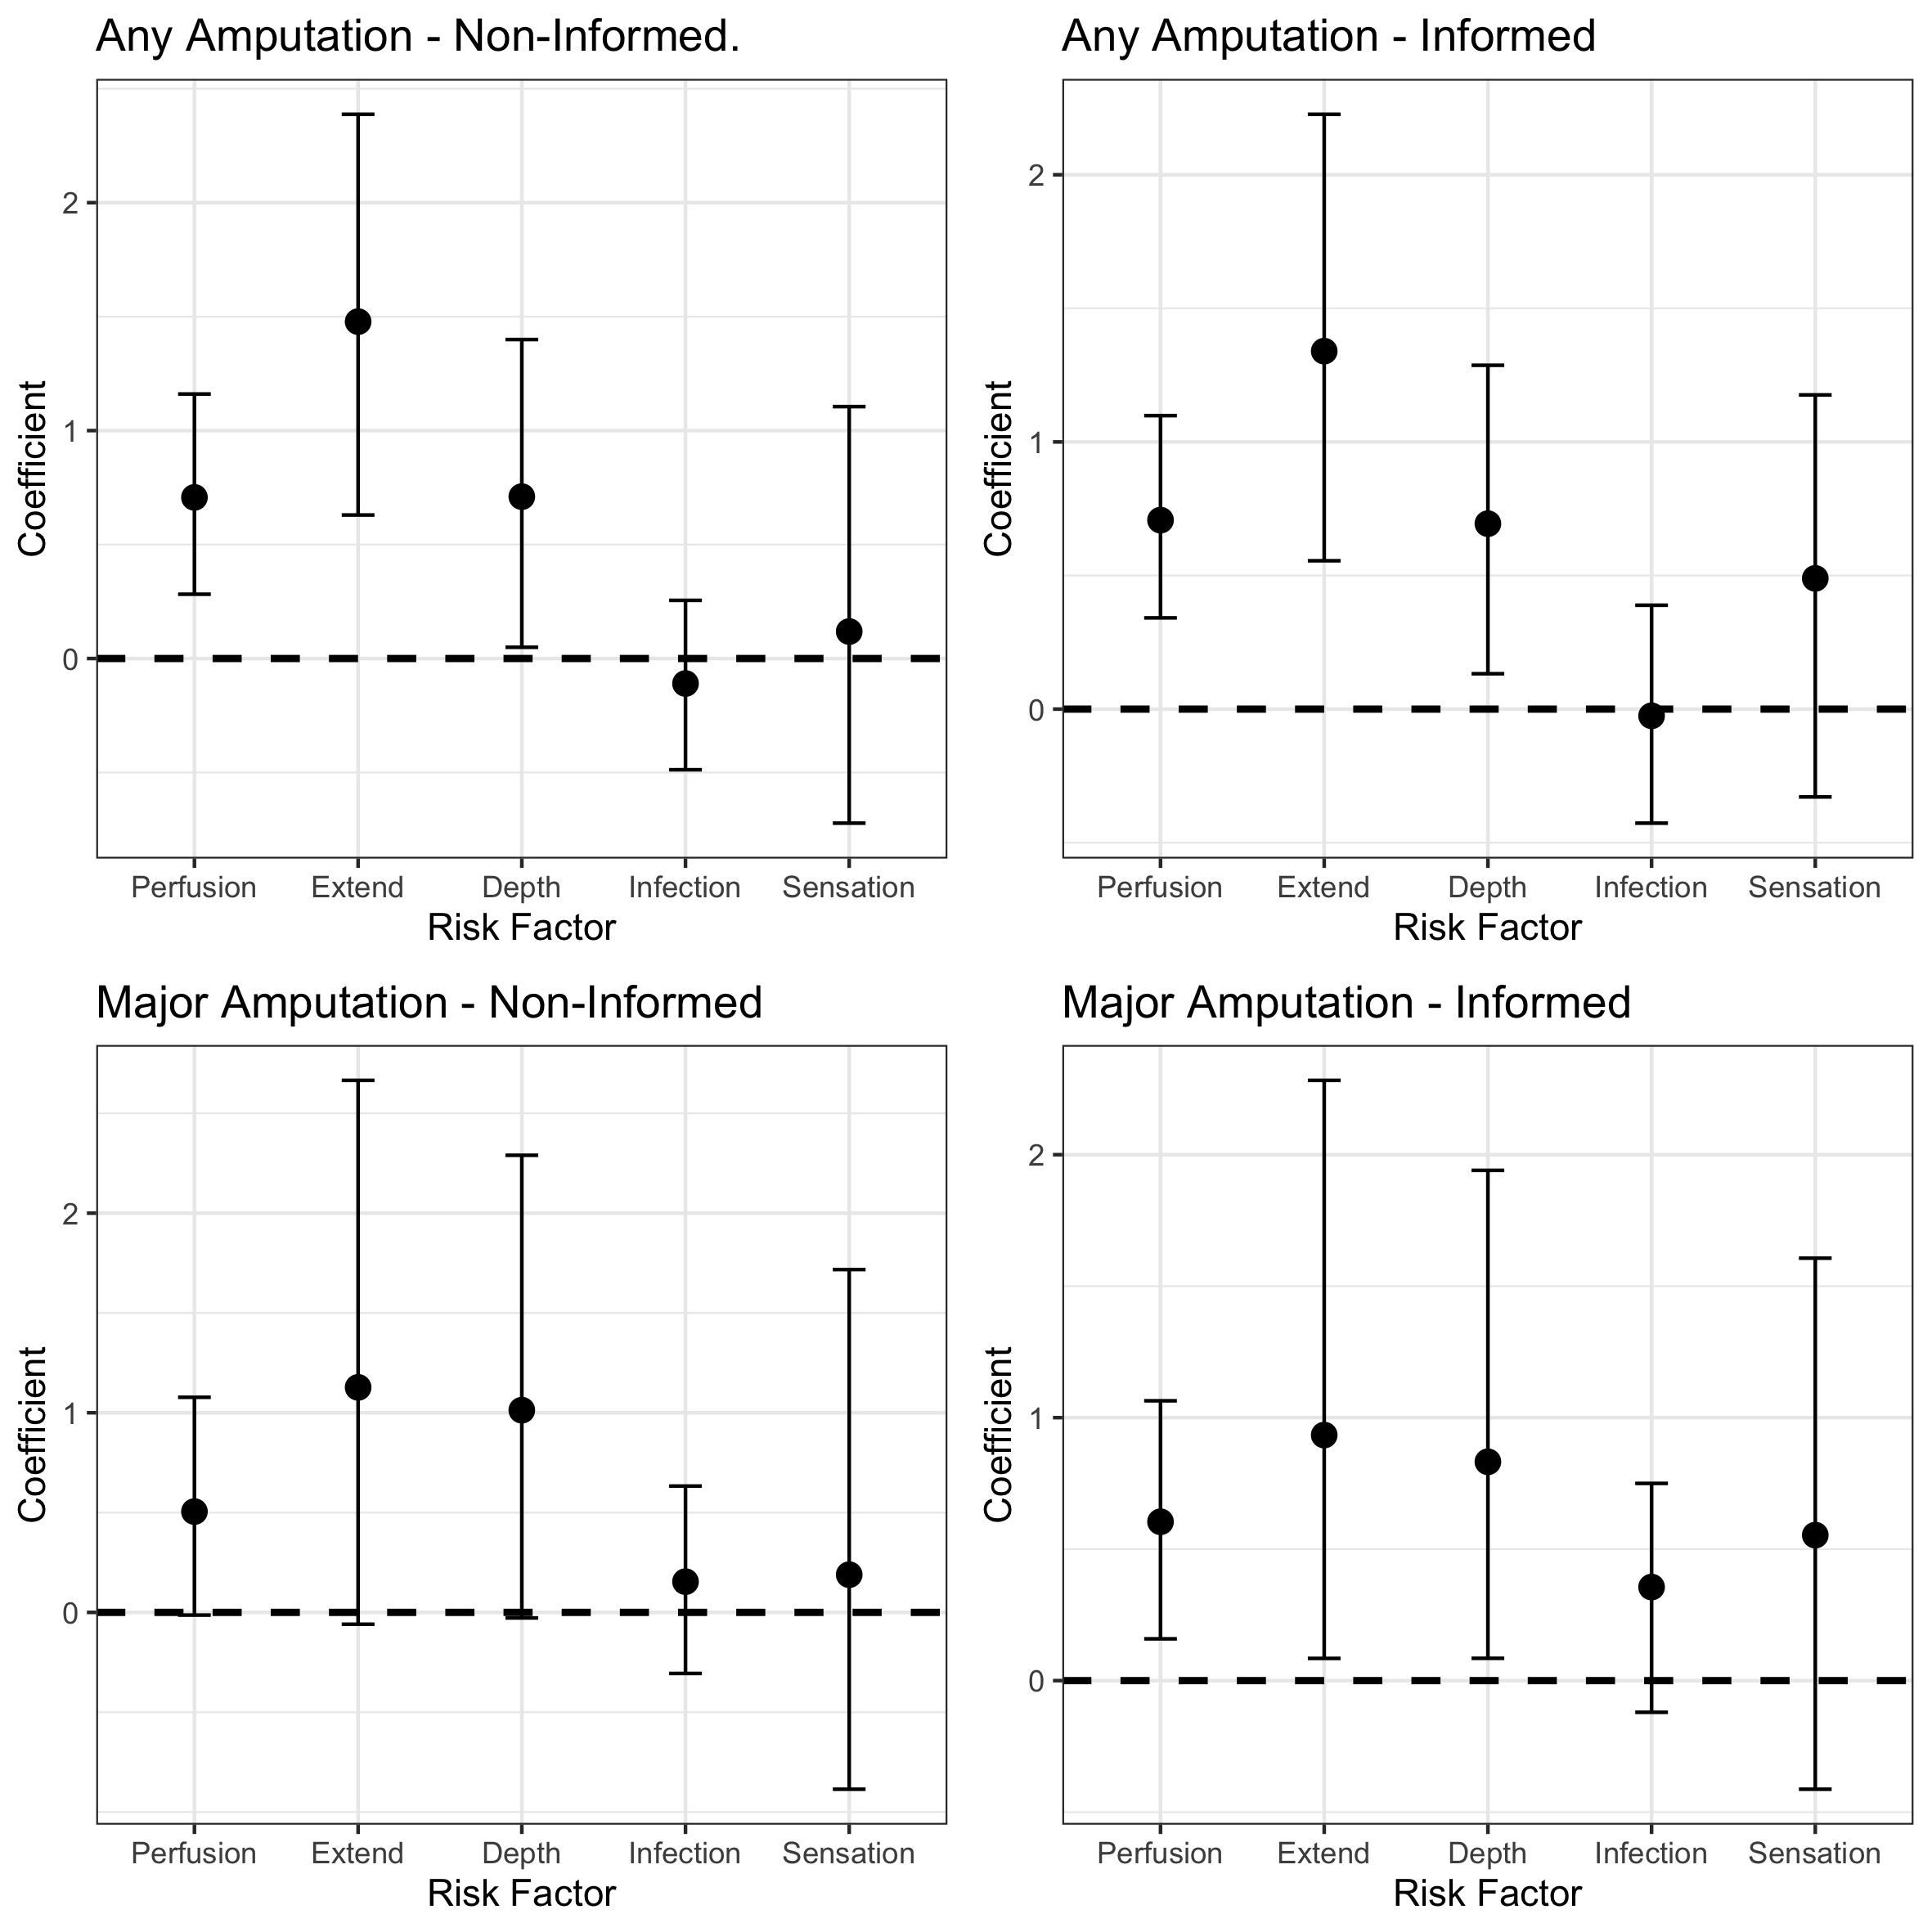 Any Amputation - Non-Informed.
Coefficient
2
1
0
Perfusion Extend Depth Infection Sensation
Risk Factor
Any Amputation - Informed
Coefficient
2
1
0
Perfusion Extend Depth Infection Sensation
Risk Factor
Major Amputation - Non-Informed
Coefficient
2
1
0
Perfusion Extend Depth Infection Sensation
Risk Factor
Major Amputation - Informed
Coefficient
2
1
0
Perfusion Extend Depth Infection Sensation
Risk Factor